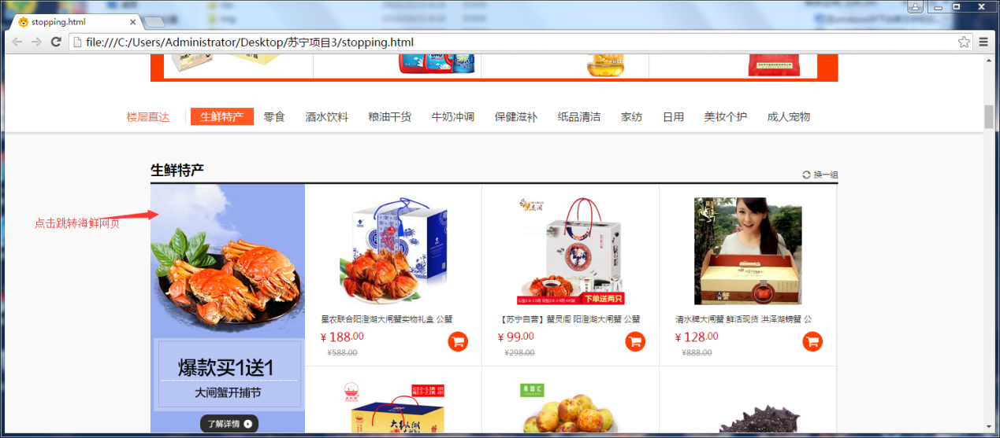 stopping.html
file:///C:/Users/Administrator/Desktop/苏宁项目3/stopping.html
楼层直达 生鲜特产 零食 酒水饮料 粮油干货 牛奶冲调 保健滋补 纸品清洁 家纺 日用 美妆个护 成人宠物
生鲜特产
换一组
点击跳转海鲜网页
下单送两只
星农联合阳澄湖大闸蟹实物礼盒 公蟹
【苏宁自营】蟹灵阁 阳澄湖大闸蟹 公蟹
清水牌大闸蟹 鲜活现货 洪泽湖螃蟹 公
¥ 188.00
¥ 99.00
¥ 128.00
¥588.00
¥298.00
¥888.00
爆款买1送1
大闸蟹开捕节
了解详情
果郡汇